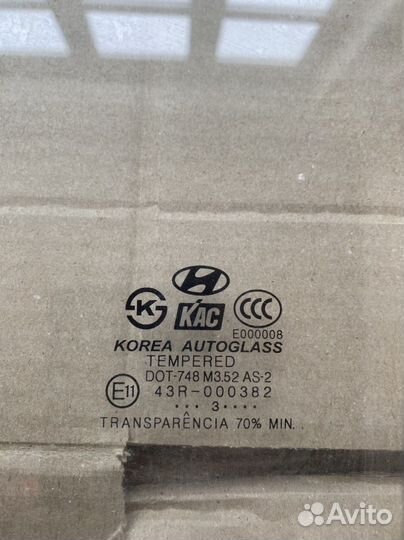 KAC
E000008
KOREA AUTOGLASS
TEMPERED
DOT-748 M3.52 AS-2
E11 43R-000382
••• 3••••
TRANSPARÊNCIA 70% MIN.
Avito